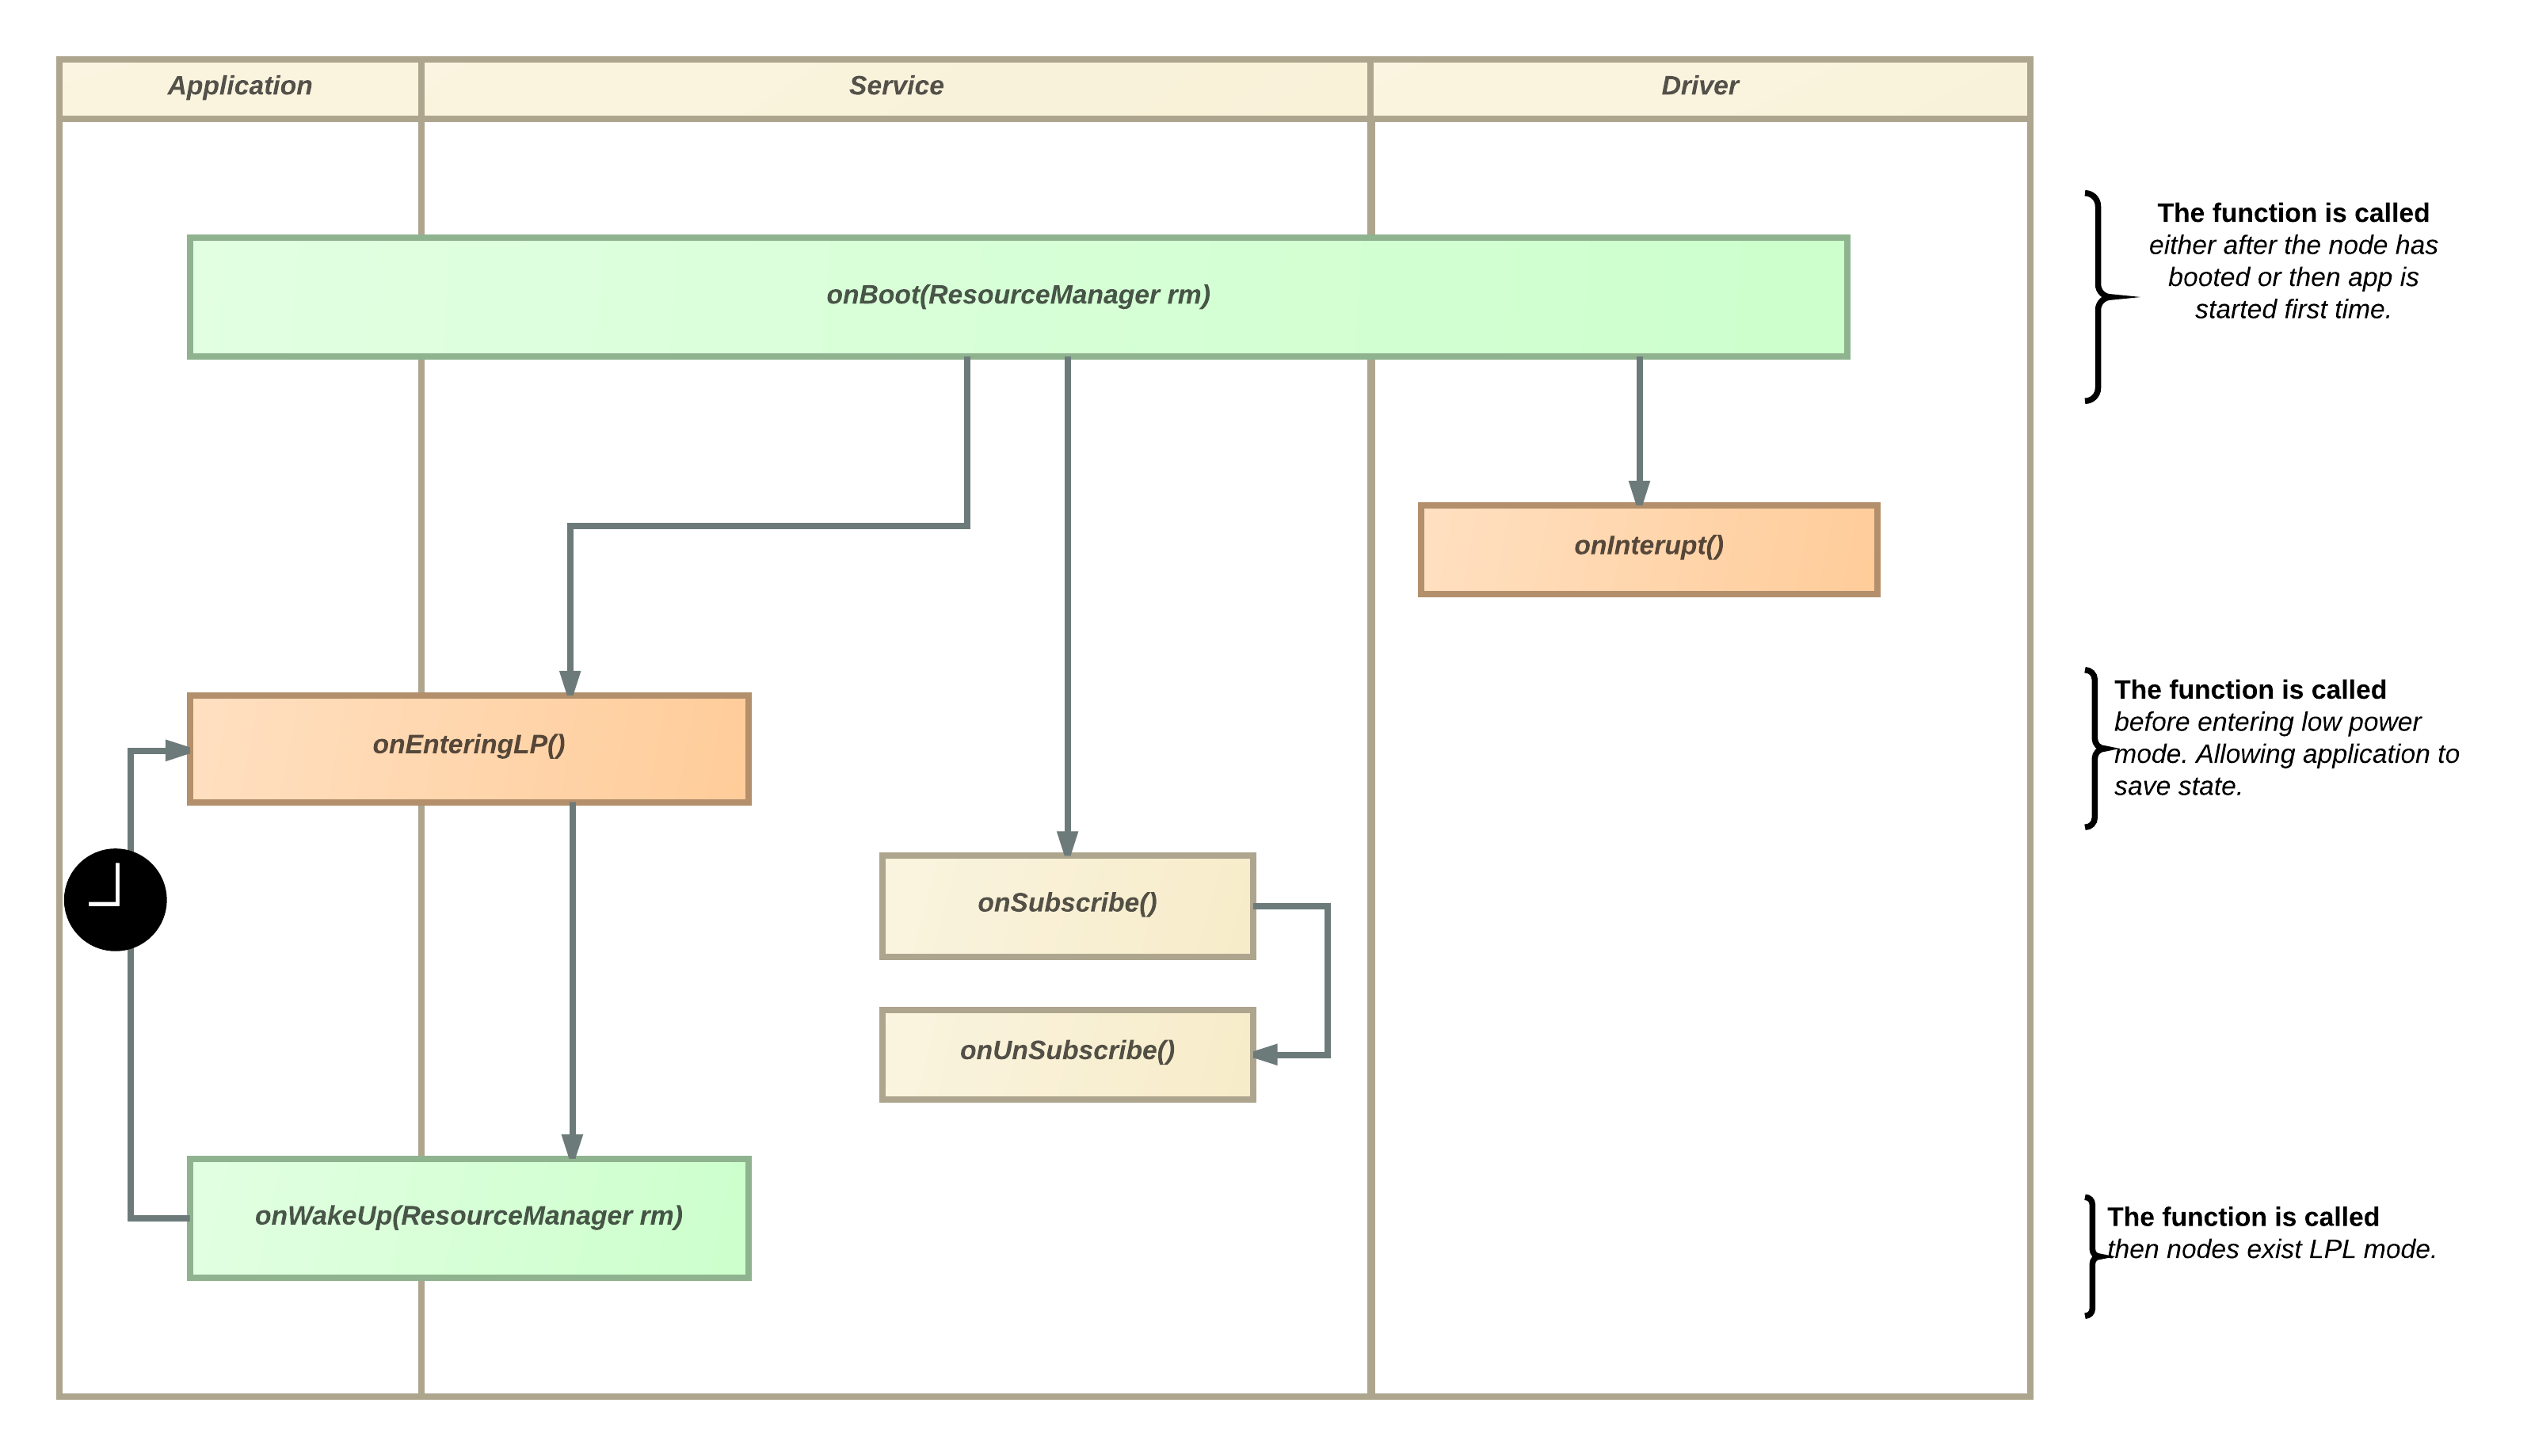 Application
Service
Driver
onBoot(ResourceManager rm)
The function is called
either after the node has
booted or then app is
started first time.
onInterupt()
onEnteringLP()
The function is called
before entering low power
mode. Allowing application to
save state.
onSubscribe()
onUnSubscribe()
onWakeUp(ResourceManager rm)
The function is called
then nodes exist LPL mode.